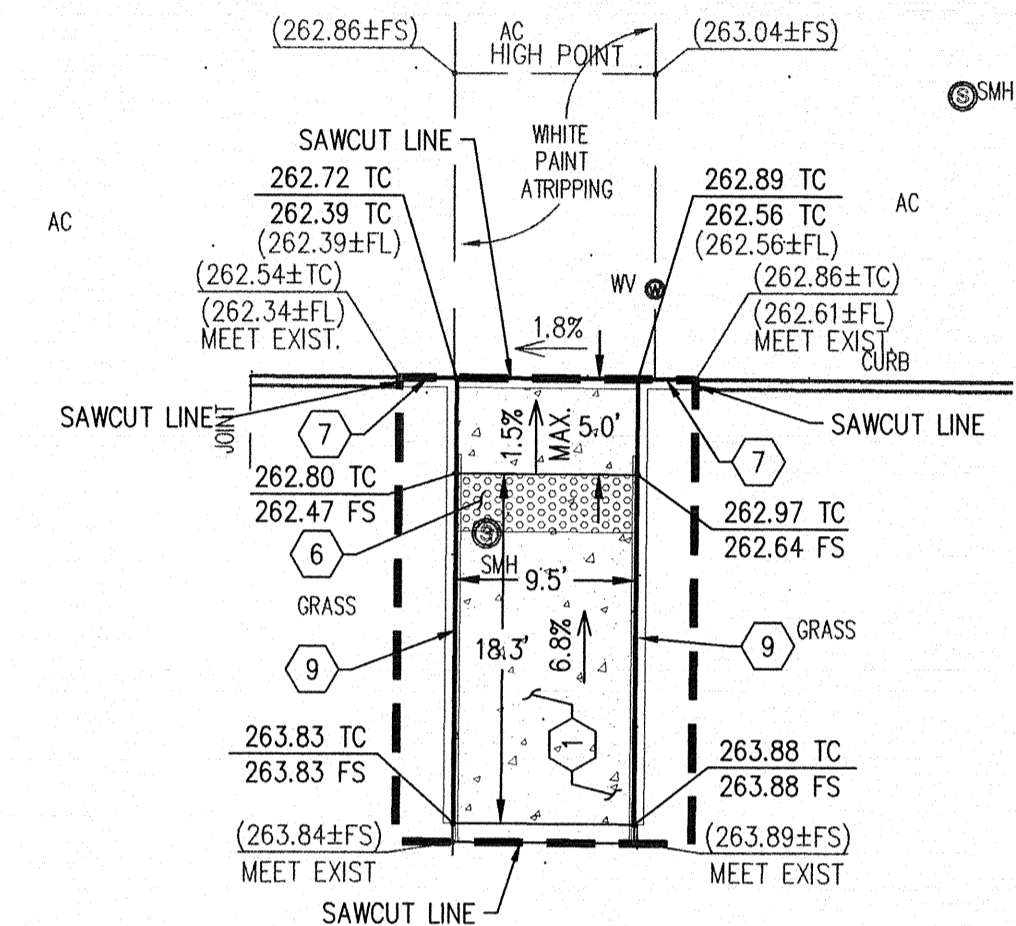 (262.86±FS)
AC
HIGH POINT
(263.04±FS)
S SMH
SAWCUT LINE
WHITE
PAINT
ATRIPPING
262.72 TC
262.39 TC
(262.39±FL)
262.89 TC
262.56 TC
(262.56±FL)
AC
AC
(262.54±TC)
(262.34±FL)
MEET EXIST.
WV W
(262.86±TC)
(262.61±FL)
MEET EXIST.
CURB
1.8%
SAWCUT LINE
JOINT
7
1.5%
MAX.
5.0'
7
SAWCUT LINE
262.80 TC
262.47 FS
262.97 TC
262.64 FS
6
SMH
9.5'
GRASS
GRASS
9
18.3'
6.8%
9
1
263.83 TC
263.83 FS
263.88 TC
263.88 FS
(263.84±FS)
MEET EXIST
(263.89±FS)
MEET EXIST
SAWCUT LINE